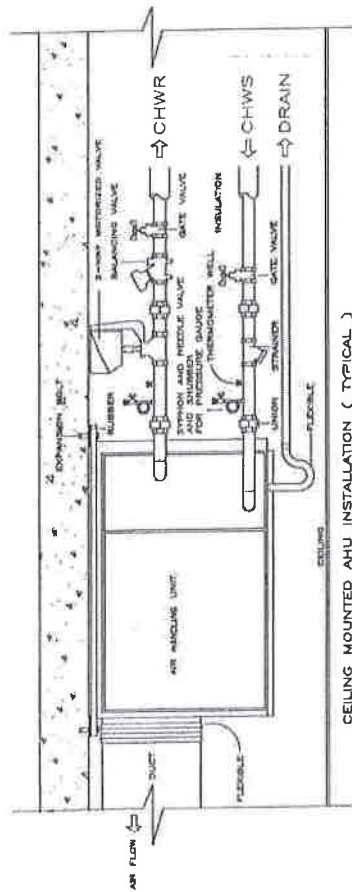 EXPANSION BOLT
2-WAY MOTORIZED VALVE
BALANCING VALVE
RUBBER
CHWR
GATE VALVE
SYPHON AND NEEDLE VALVE
AND SNUBBER
FOR PRESSURE GAUGE
THERMOMETER WELL
INSULATION
CHWS
GATE VALVE
STRAINER
UNION
DRAIN
FLEXIBLE
AIR HANDLING UNIT
AIR FLOW
DUCT
FLEXIBLE
CEILING
CEILING MOUNTED AHU INSTALLATION ( TYPICAL )